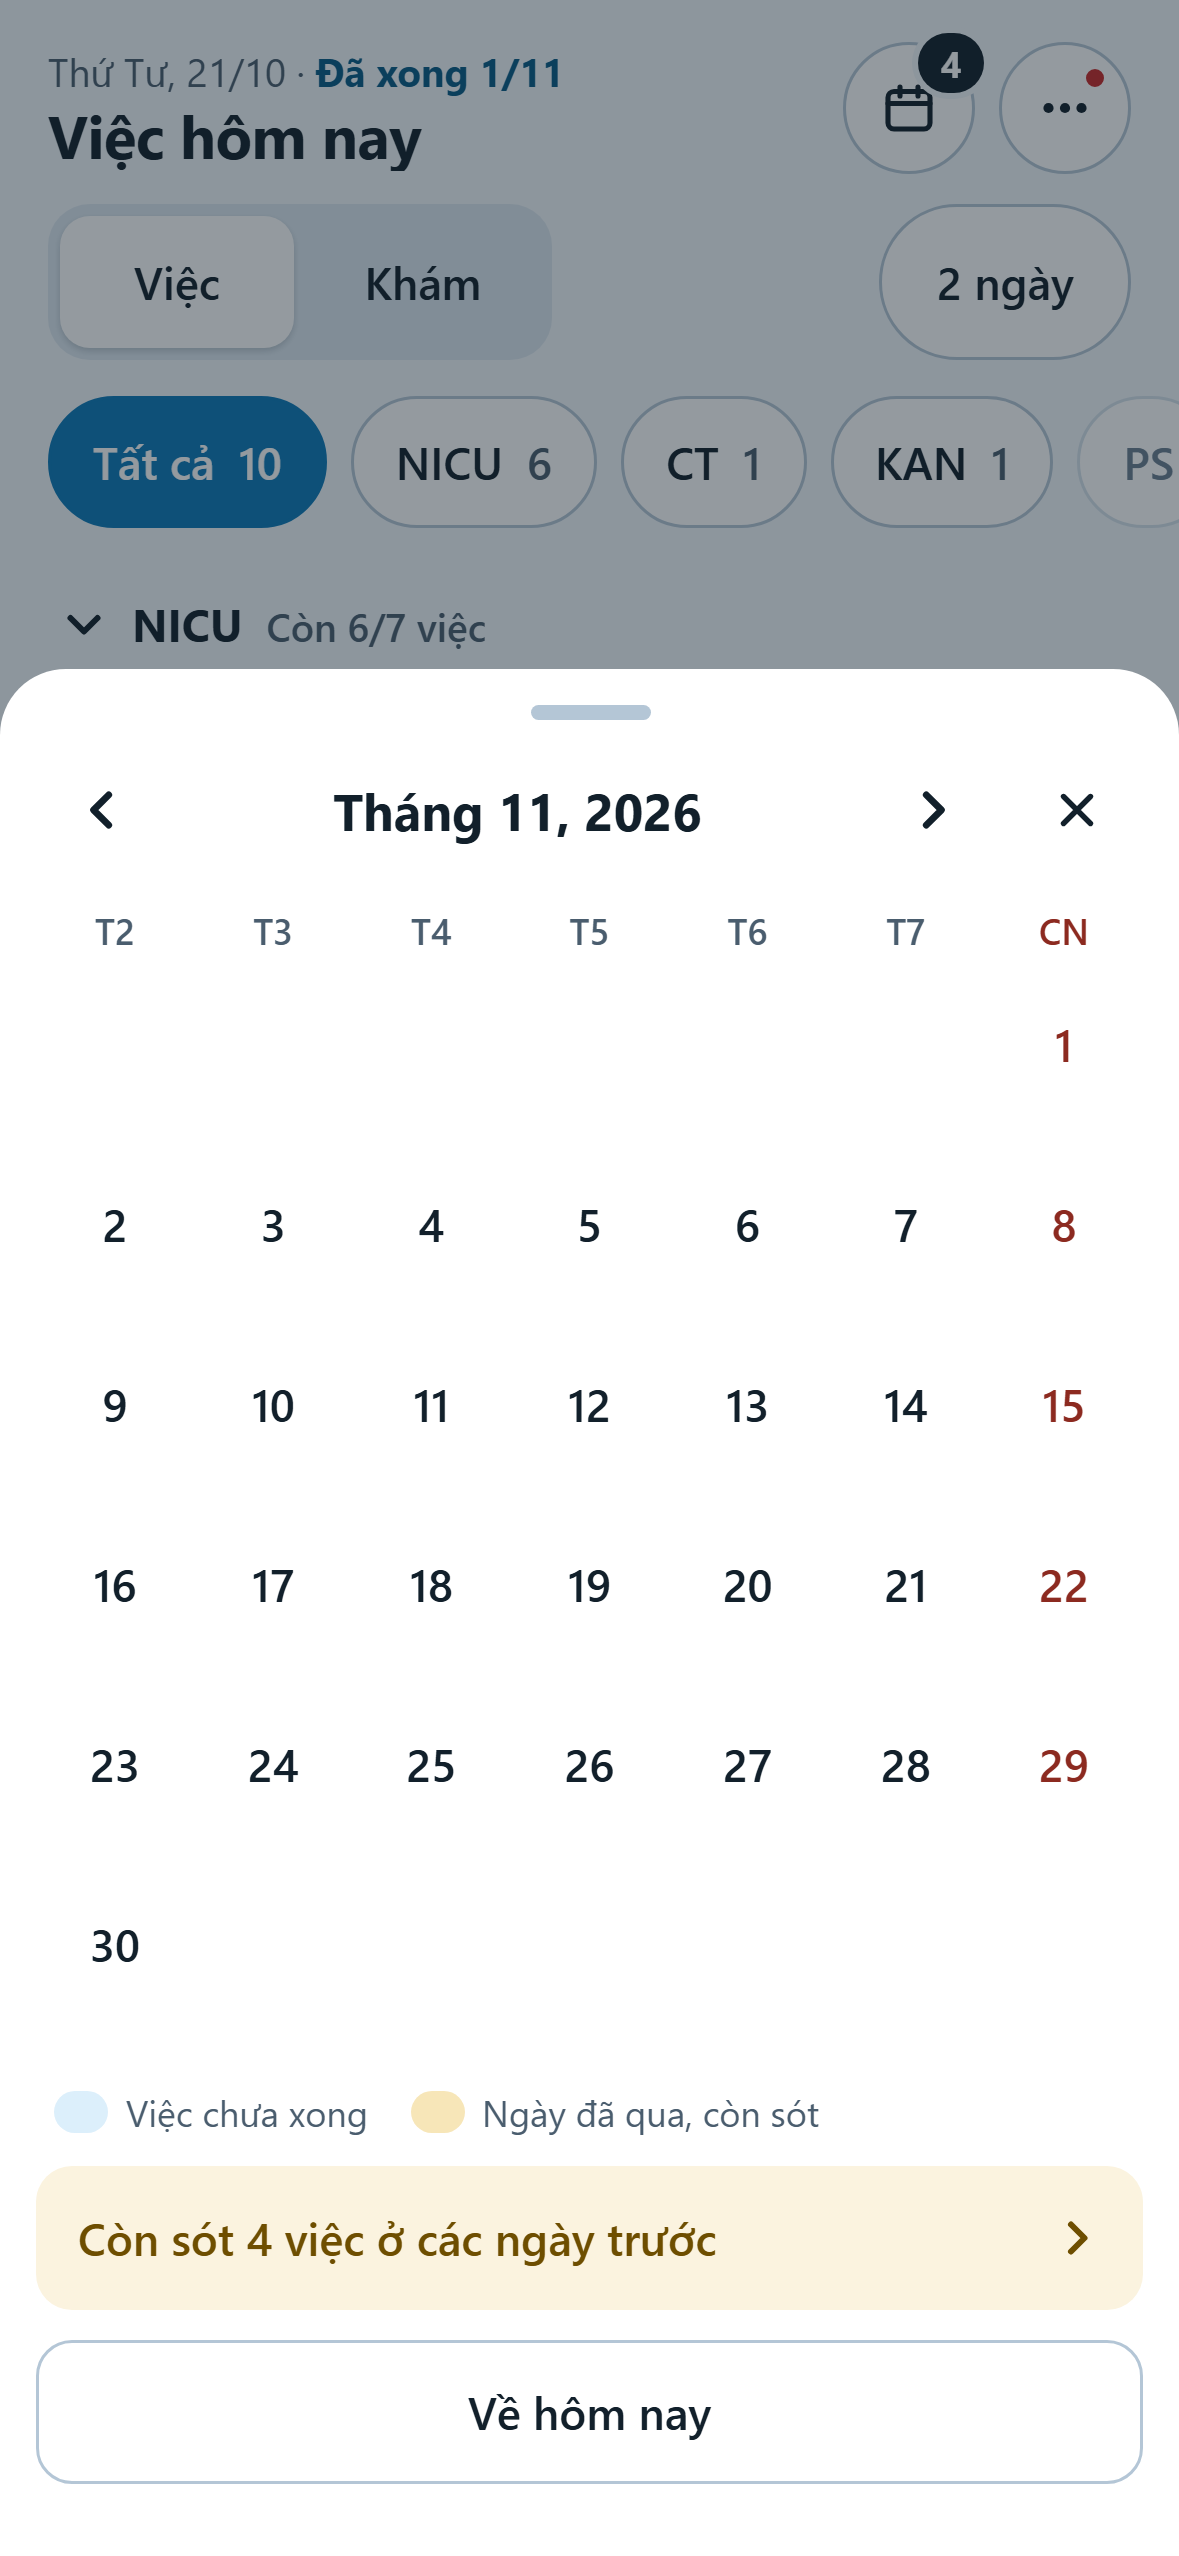 Thứ Tư, 21/10 · Đã xong 1/11
4
Việc hôm nay
Việc Khám 2 ngày
Tất cả 10 NICU 6 CT 1 KAN 1 PS
NICU Còn 6/7 việc
Tháng 11, 2026
T2 T3 T4 T5 T6 T7 CN
1
2 3 4 5 6 7 8
9 10 11 12 13 14 15
16 17 18 19 20 21 22
23 24 25 26 27 28 29
30
Việc chưa xong Ngày đã qua, còn sót
Còn sót 4 việc ở các ngày trước
Về hôm nay